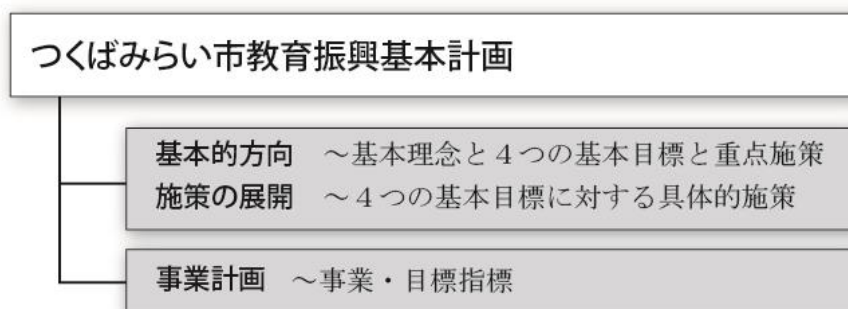 つくばみらい市教育振興基本計画
基本的方向　～基本理念と４つの基本目標と重点施策
施策の展開　～４つの基本目標に対する具体的施策
事業計画　～事業・目標指標